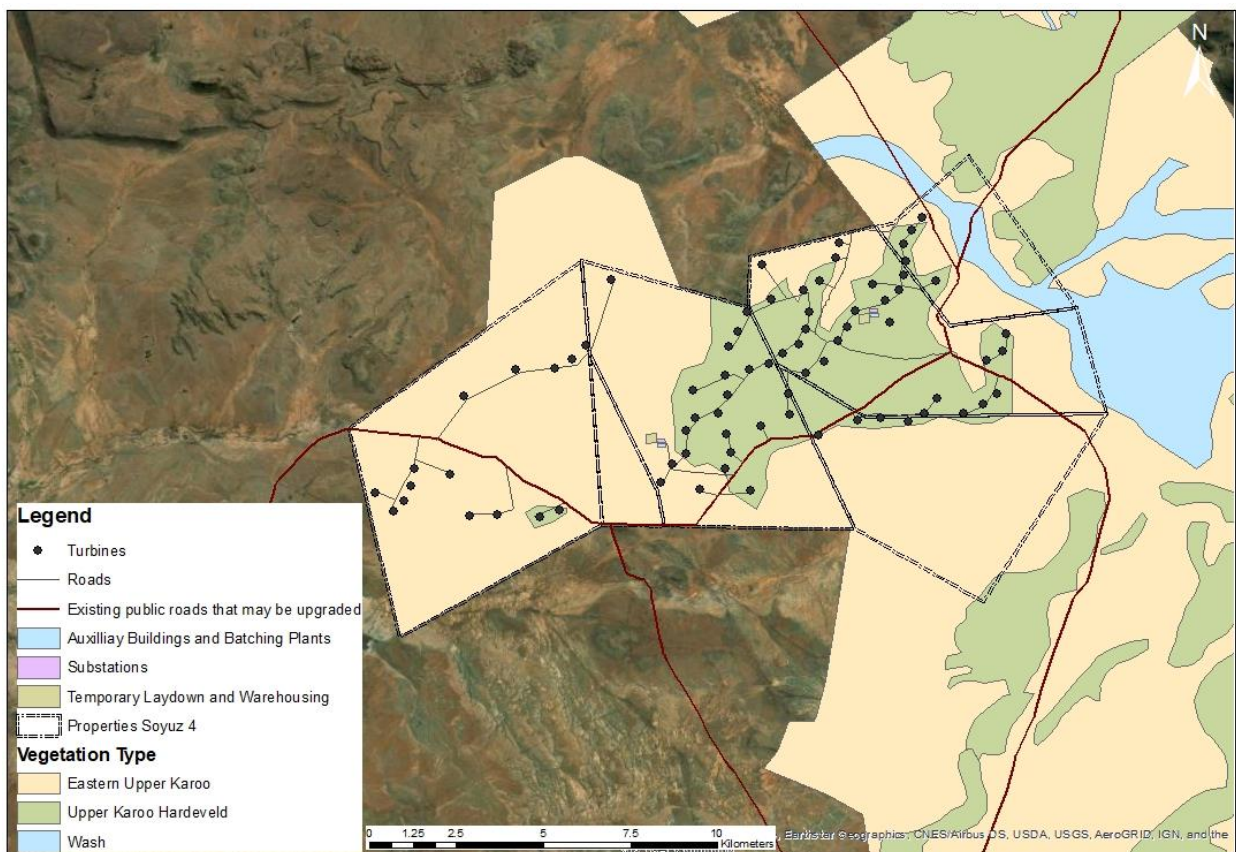 N
Legend
Turbines
Roads
Existing public roads that may be upgraded
Auxilliay Buildings and Batching Plants
Substations
Temporary Laydown and Warehousing
Properties Soyuz 4
Vegetation Type
Eastern Upper Karoo
Upper Karoo Hardeveld
Wash
0 1.25 2.5 5 7.5 10
Kilometers
Earthstar Geographics, CNES/Airbus DS, USDA, USGS, AeroGRID, IGN, and the